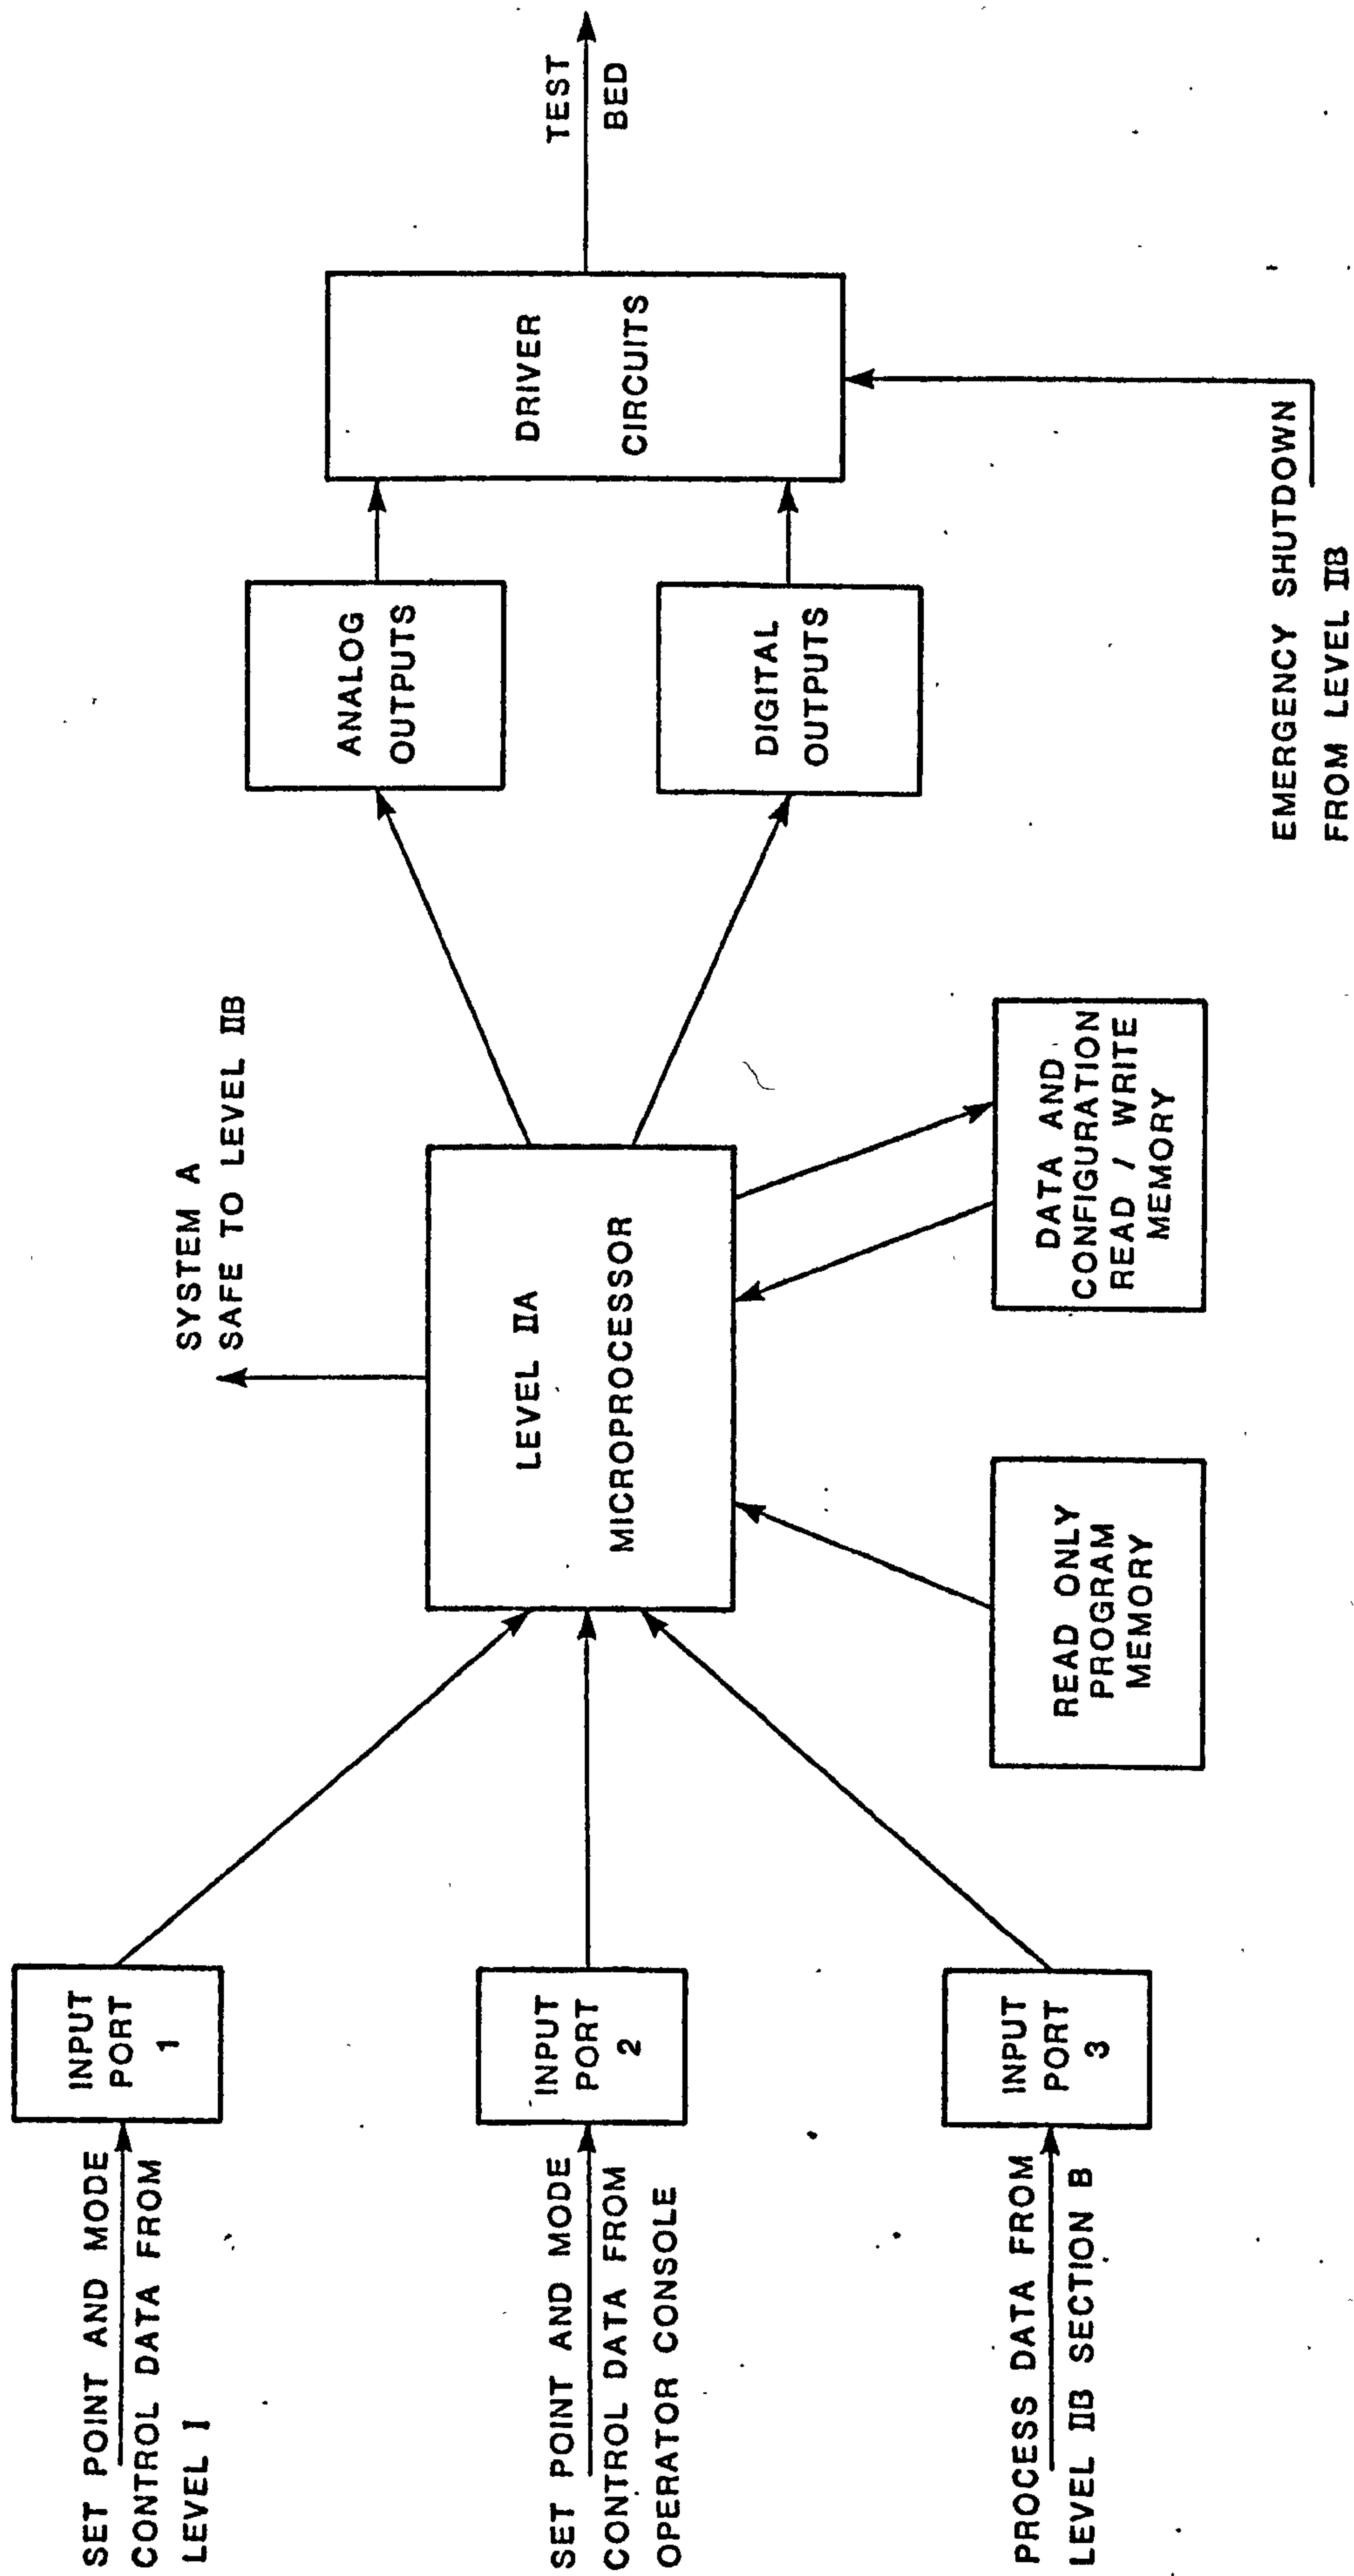 SET POINT AND MODE
CONTROL DATA FROM
LEVEL I
INPUT
PORT
1
SET POINT AND MODE
CONTROL DATA FROM
OPERATOR CONSOLE
INPUT
PORT
2
PROCESS DATA FROM
LEVEL IIB SECTION B
INPUT
PORT
3
SYSTEM A
SAFE TO LEVEL IIB
LEVEL IIA
MICROPROCESSOR
READ ONLY
PROGRAM
MEMORY
DATA AND
CONFIGURATION
READ / WRITE
MEMORY
ANALOG
OUTPUTS
DIGITAL
OUTPUTS
DRIVER
CIRCUITS
TEST
BED
EMERGENCY SHUTDOWN
FROM LEVEL IIB